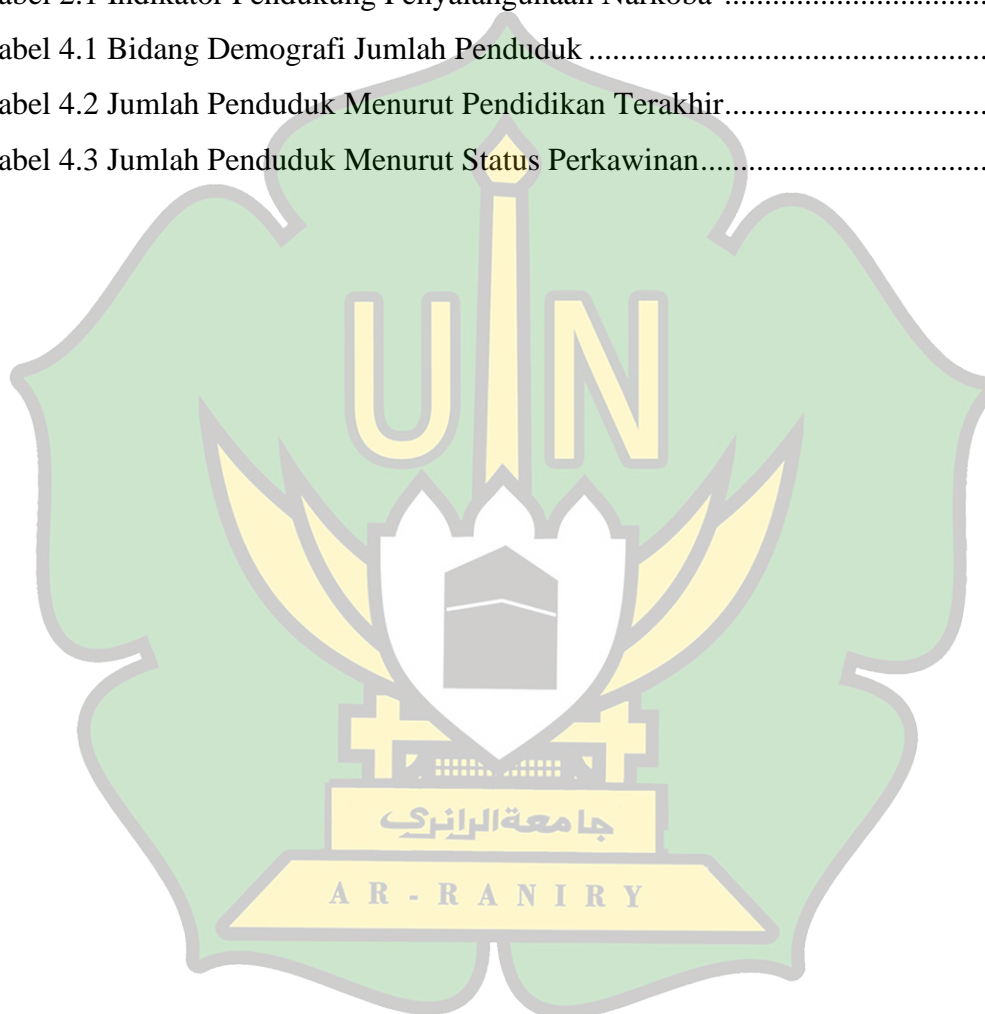 abel 2.1 Indikator Pendukung Penyalahgunaan Narkoba ....................................
abel 4.1 Bidang Demografi Jumlah Penduduk ......................................................
abel 4.2 Jumlah Penduduk Menurut Pendidikan Terakhir....................................
abel 4.3 Jumlah Penduduk Menurut Status Perkawinan.......................................
UIN
جامعة الرانري
AR-RANIRY